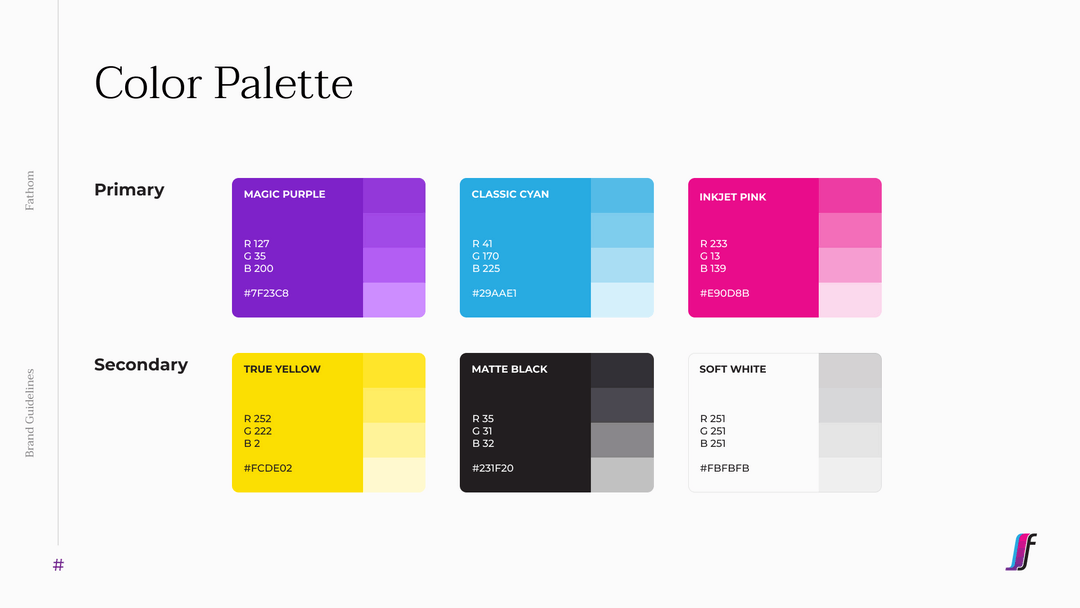 Color Palette
Fathom
Brand Guidelines
Primary
MAGIC PURPLE
R 127
G 35
B 200
#7F23C8
CLASSIC CYAN
R 41
G 170
B 225
#29AAE1
INKJET PINK
R 233
G 13
B 139
#E90D8B
Secondary
TRUE YELLOW
R 252
G 222
B 2
#FCDE02
MATTE BLACK
R 35
G 31
B 32
#231F20
SOFT WHITE
R 251
G 251
B 251
#FBFBFB
#
f